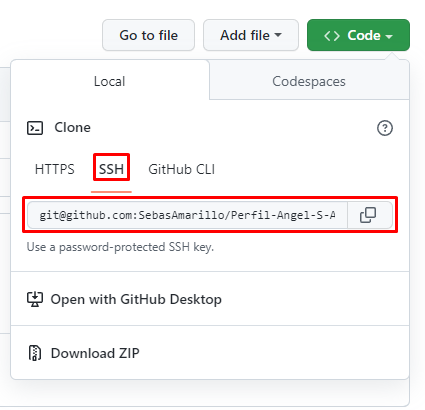 Go to file Add file <> Code
Local Codespaces
Clone
HTTPS SSH GitHub CLI
git@github.com:SebasAmarillo/Perfil-Angel-S-A
Use a password-protected SSH key.
Open with GitHub Desktop
Download ZIP